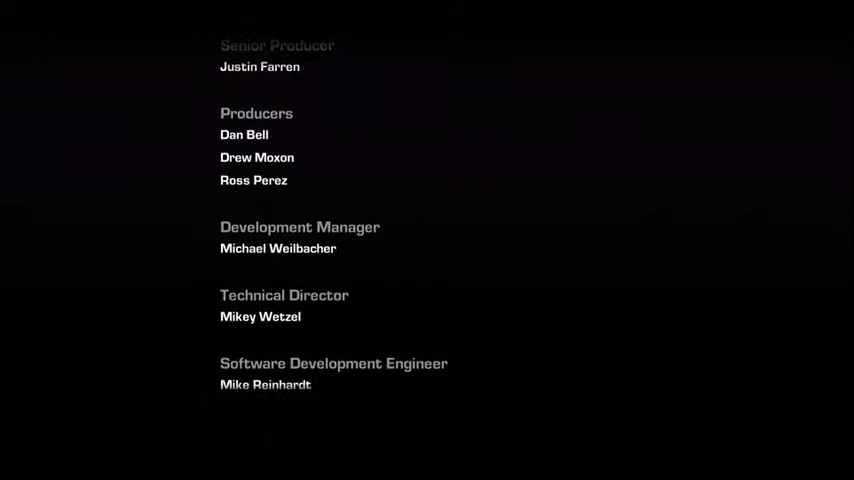 Senior Producer
Justin Farren
Producers
Dan Bell
Drew Moxon
Ross Perez
Development Manager
Michael Weilbacher
Technical Director
Mikey Wetzel
Software Development Engineer
Mike Reinhardt